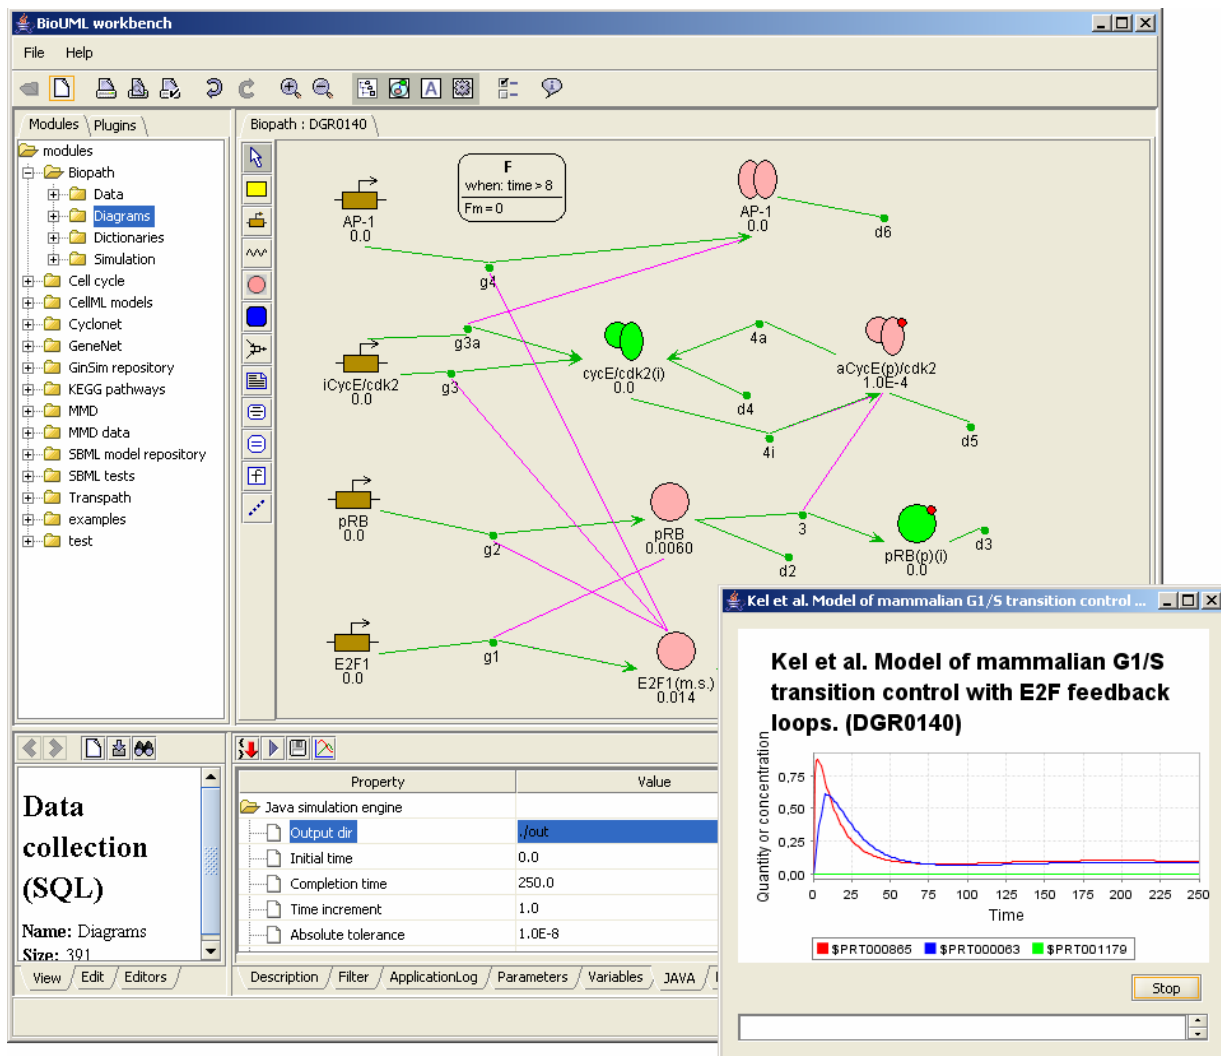 BioUML workbench
File Help
Modules Plugins
modules
Biopath
Data
Diagrams
Dictionaries
Simulation
Cell cycle
CellML models
Cyclonet
GeneNet
GinSim repository
KEGG pathways
MMD
MMD data
SBML model repository
SBML tests
Transpath
examples
test
Biopath : DGR0140
A
f
F
when: time > 8
Fm = 0
AP-1
0.0
AP-1
0.0
d6
g4
g3a
iCycE/cdk2
0.0
g3
cycE/cdk2(i)
0.0
4a
aCycE(p)/cdk2
1.0E-4
d4
4i
d5
pRB
0.0
g2
pRB
0.0060
3
d2
pRB(p)(i)
0.0
d3
E2F1
0.0
g1
E2F1(m.s.)
0.014
Data
collection
(SQL)
Name: Diagrams
Size: 391
View Edit Editors
Property Value
Java simulation engine
Output dir ./out
Initial time 0.0
Completion time 250.0
Time increment 1.0
Absolute tolerance 1.0E-8
Description Filter ApplicationLog Parameters Variables JAVA
Kel et al. Model of mammalian G1/S transition control ...
Kel et al. Model of mammalian G1/S
transition control with E2F feedback
loops. (DGR0140)
Quantity or concentration
0,75
0,50
0,25
0,00
0 25 50 75 100 125 150 175 200 225 250
Time
$PRT000865 $PRT000063 $PRT001179
Stop